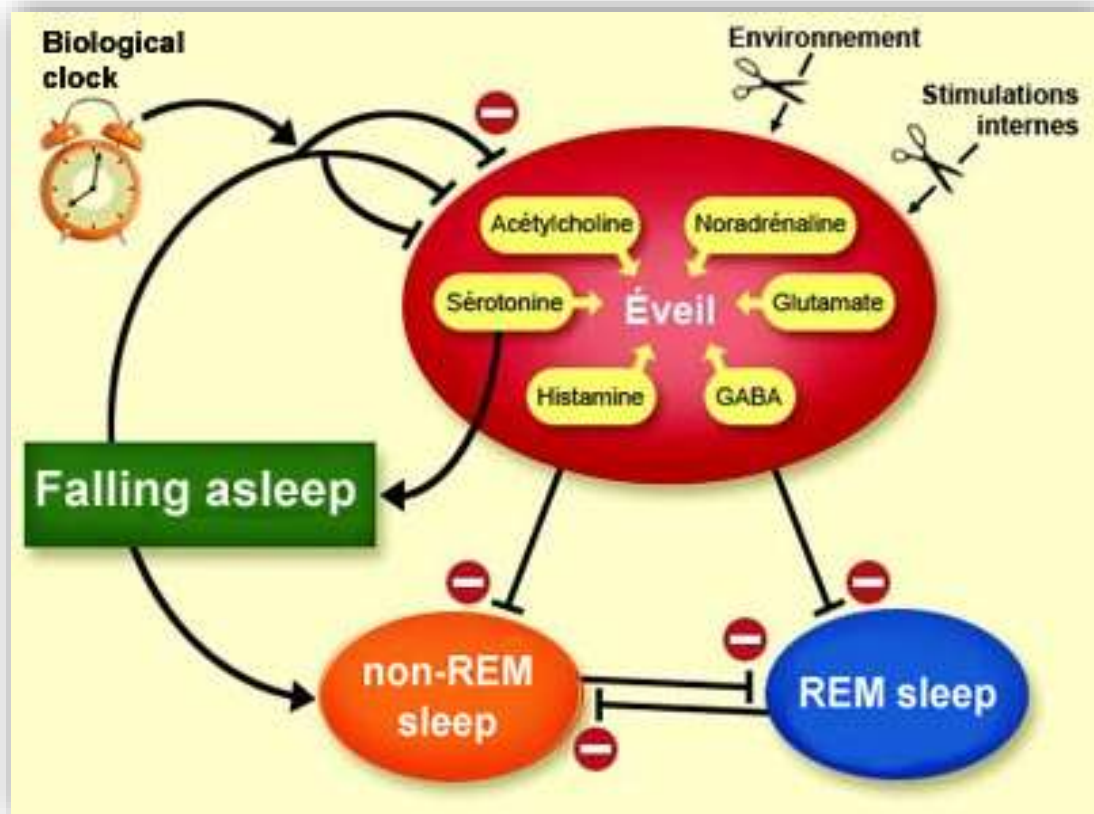 Biological
clock
Environnement
Stimulations
internes
Acétylcholine
Noradrénaline
Sérotonine
Éveil
Glutamate
Histamine
GABA
Falling asleep
non-REM
sleep
REM sleep